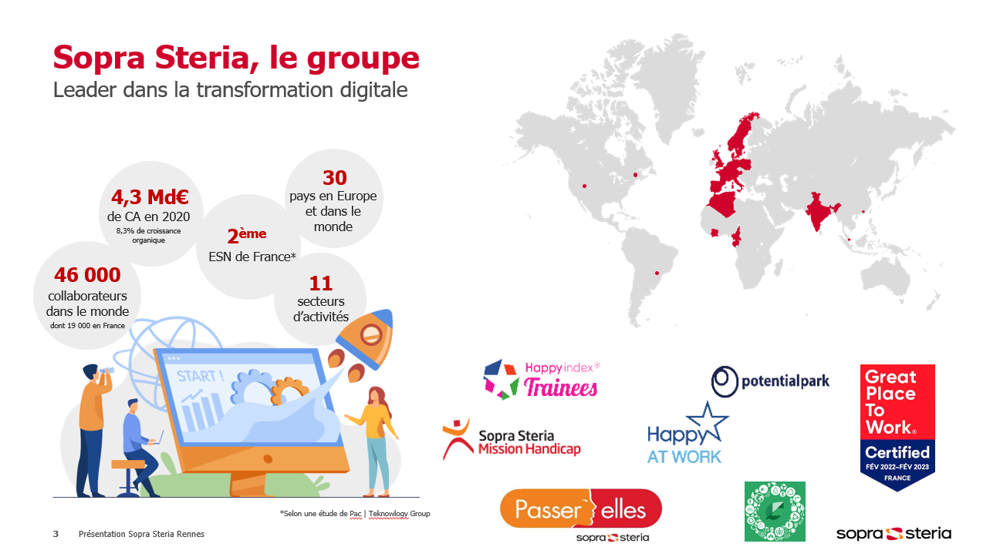 Sopra Steria, le groupe
Leader dans la transformation digitale
4,3 Md€
de CA en 2020
8,3% de croissance
organique
30
pays en Europe
et dans le
monde
2ème
ESN de France*
46 000
collaborateurs
dans le monde
dont 19 000 en France
11
secteurs
d’activités
START !
*Selon une étude de Pac | Teknowlogy Group
3 Présentation Sopra Steria Rennes
Happyindex®
Trainees
potentialpark
Great
Place
To
Work®
Certified
FÉV 2022–FÉV 2023
FRANCE
Sopra Steria
Mission Handicap
Happy
AT WORK
Passer'elles
sopra steria
sopra steria